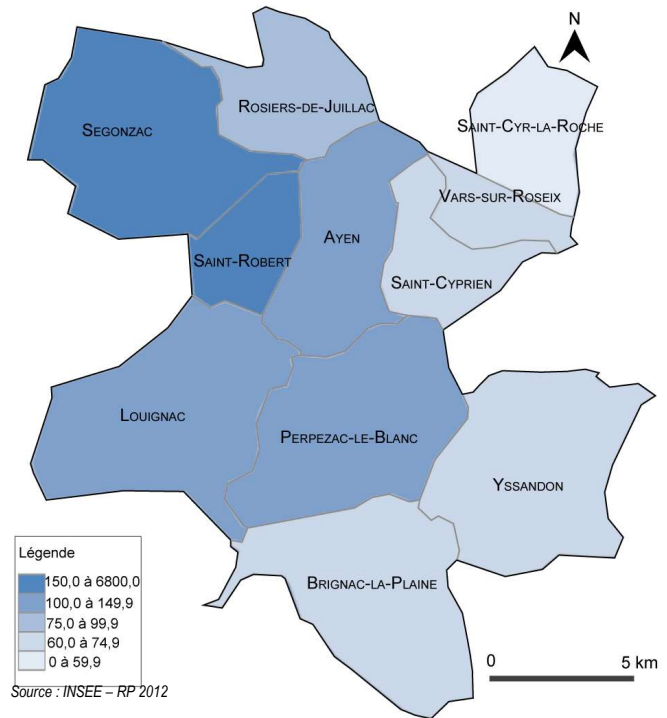 N
ROSIERS-DE-JUILLAC
SEGONZAC
SAINT-CYR-LA-ROCHE
VARS-SUR-ROSEIX
AYEN
SAINT-ROBERT
SAINT-CYPRIEN
LOUIGNAC
PERPEZAC-LE-BLANC
YSSANDON
BRIGNAC-LA-PLAINE
Légende
150,0 à 6800,0
100,0 à 149,9
75,0 à 99,9
60,0 à 74,9
0 à 59,9
0 5 km
Source : INSEE – RP 2012